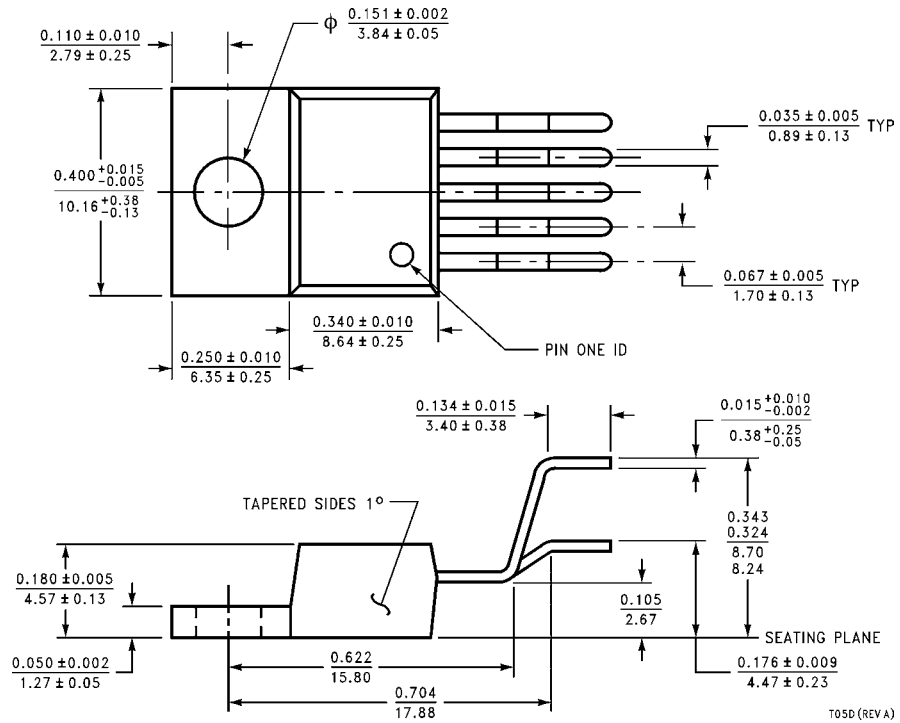 ϕ 0.151 ± 0.002
3.84 ± 0.05
0.110 ± 0.010
2.79 ± 0.25
0.035 ± 0.005 TYP
0.89 ± 0.13
0.400 +0.015 -0.005
10.16 +0.38 -0.13
0.067 ± 0.005 TYP
1.70 ± 0.13
0.340 ± 0.010
8.64 ± 0.25
PIN ONE ID
0.250 ± 0.010
6.35 ± 0.25
0.134 ± 0.015
3.40 ± 0.38
0.015 +0.010 -0.002
0.38 +0.25 -0.05
TAPERED SIDES 1°
0.343
0.324
8.70
8.24
0.180 ± 0.005
4.57 ± 0.13
0.105
2.67
SEATING PLANE
0.050 ± 0.002
1.27 ± 0.05
0.622
15.80
0.176 ± 0.009
4.47 ± 0.23
0.704
17.88
T05D (REV A)